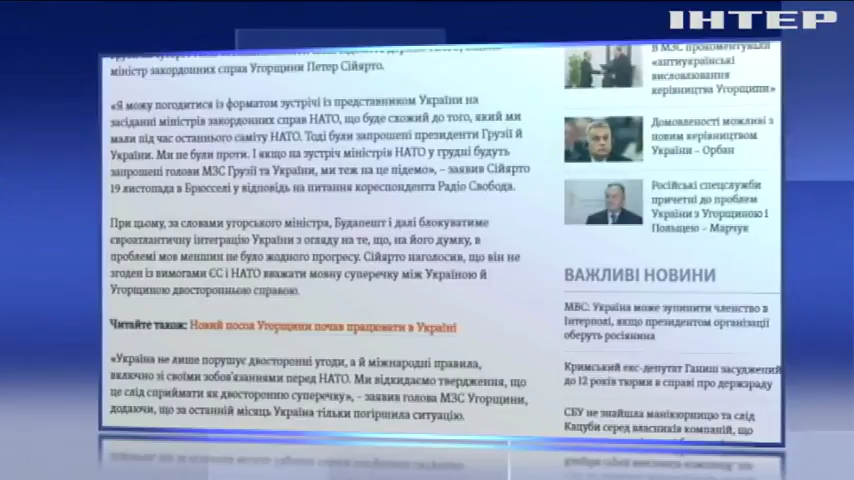 ІНТЕР
міністр закордонних справ Угорщини Петер Сійярто.
«Я можу погодитися із форматом зустрічі із представником України на
засіданні міністрів закордонних справ НАТО, що буде схожий до того, який ми
мали під час останнього саміту НАТО. Тоді були запрошені президенти Грузії й
України. Ми не були проти. І якщо на зустріч міністрів НАТО у грудні будуть
запрошені голови МЗС Грузії та України, ми теж на це підемо», – заявив Сійярто
19 листопада в Брюсселі у відповідь на питання кореспондента Радіо Свобода.
При цьому, за словами угорського міністра, Будапешт і далі блокуватиме
євроатлантичну інтеграцію України з огляду на те, що, на його думку, в
проблемі мов меншин не було жодного прогресу. Сійярто наголосив, що він не
згоден із вимогами ЄС і НАТО вважати мовну суперечку між Україною й
Угорщиною двосторонньою справою.
Читайте також: Новий посол Угорщини почав працювати в Україні
«Україна не лише порушує двосторонні угоди, а й міжнародні правила,
включно зі своїми зобов'язаннями перед НАТО. Ми відкидаємо твердження, що
це слід сприймати як двосторонню суперечку», – заявив голова МЗС Угорщини,
додаючи, що за останній місяць Україна тільки погіршила ситуацію.
В МЗС прокоментували
«антиукраїнські
висловлювання
керівництва Угорщини»
Домовленості можливі з
новим керівництвом
України – Орбан
Російські спецслужби
причетні до проблем
України з Угорщиною і
Польщею – Марчук
ВАЖЛИВІ НОВИНИ
МВС: Україна може зупинити членство в
Інтерполі, якщо президентом організації
оберуть росіянина
Кримський екс-депутат Ганиш засуджений
до 12 років тюрми в справі про держзраду
СБУ не знайшла манікюрницю та слід
Кацуби серед власників компаній, що